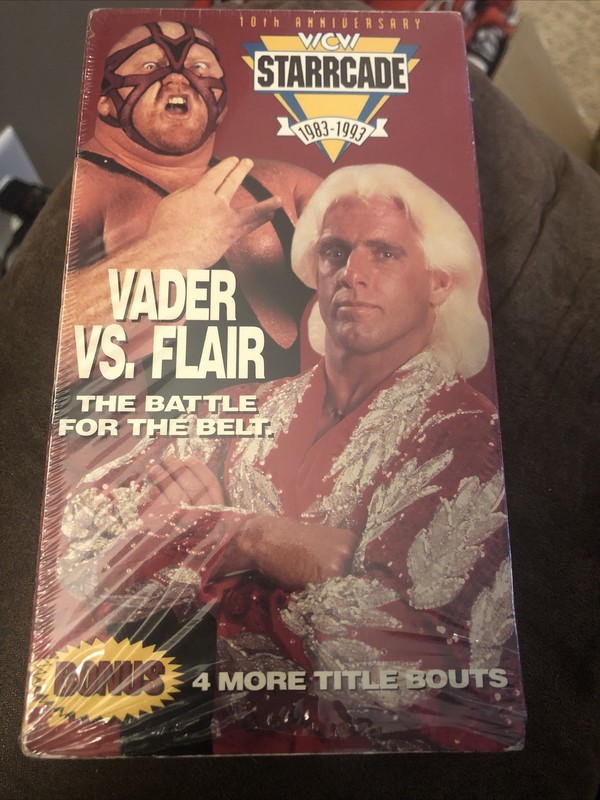 10th ANNIVERSARY
WCW
STARRCADE
1983-1993
VADER
VS. FLAIR
THE BATTLE
FOR THE BELT.
BONUS
4 MORE TITLE BOUTS